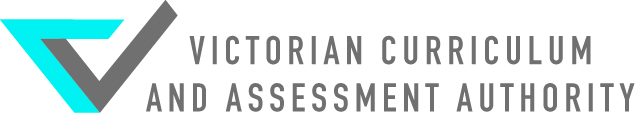 VICTORIAN CURRICULUM
AND ASSESSMENT AUTHORITY